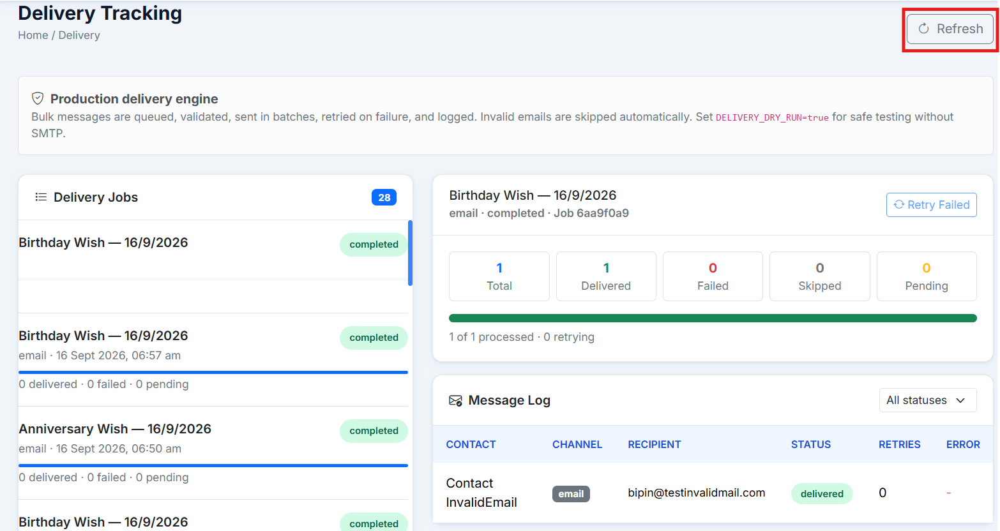 Delivery Tracking
Home / Delivery
Refresh
Production delivery engine
Bulk messages are queued, validated, sent in batches, retried on failure, and logged. Invalid emails are skipped automatically. Set DELIVERY_DRY_RUN=true for safe testing without
SMTP.
Delivery Jobs 28
Birthday Wish — 16/9/2026 completed
Birthday Wish — 16/9/2026 completed
email · 16 Sept 2026, 06:57 am
0 delivered · 0 failed · 0 pending
Anniversary Wish — 16/9/2026 completed
email · 16 Sept 2026, 06:50 am
0 delivered · 0 failed · 0 pending
Birthday Wish — 16/9/2026 completed
Birthday Wish — 16/9/2026
email · completed · Job 6aa9f0a9
Retry Failed
1 Total
1 Delivered
0 Failed
0 Skipped
0 Pending
1 of 1 processed · 0 retrying
Message Log
All statuses
CONTACT CHANNEL RECIPIENT STATUS RETRIES ERROR
Contact
InvalidEmail
email bipin@testinvalidmail.com delivered 0 -